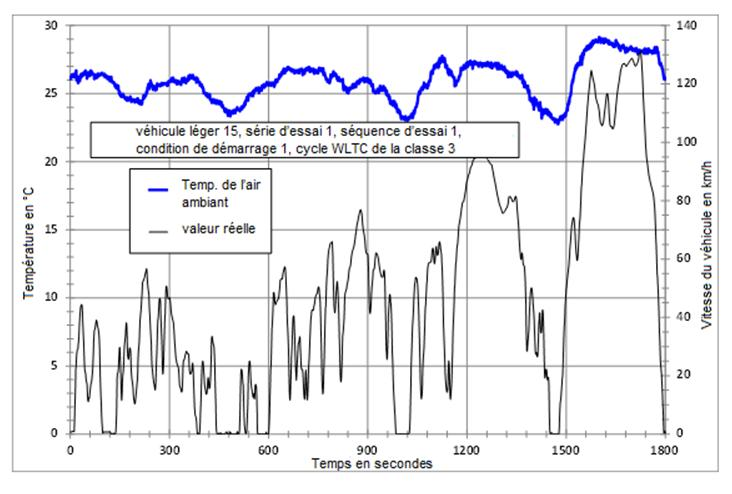 30
25
20
15
10
5
0
Température en °C
140
120
100
80
60
40
20
0
Vitesse du véhicule en km/h
véhicule léger 15, série d'essai 1, séquence d'essai 1,
condition de démarrage 1, cycle WLTC de la classe 3
Temp. de l'air
ambiant
valeur réelle
0
300
600
900
1200
1500
1800
Temps en secondes